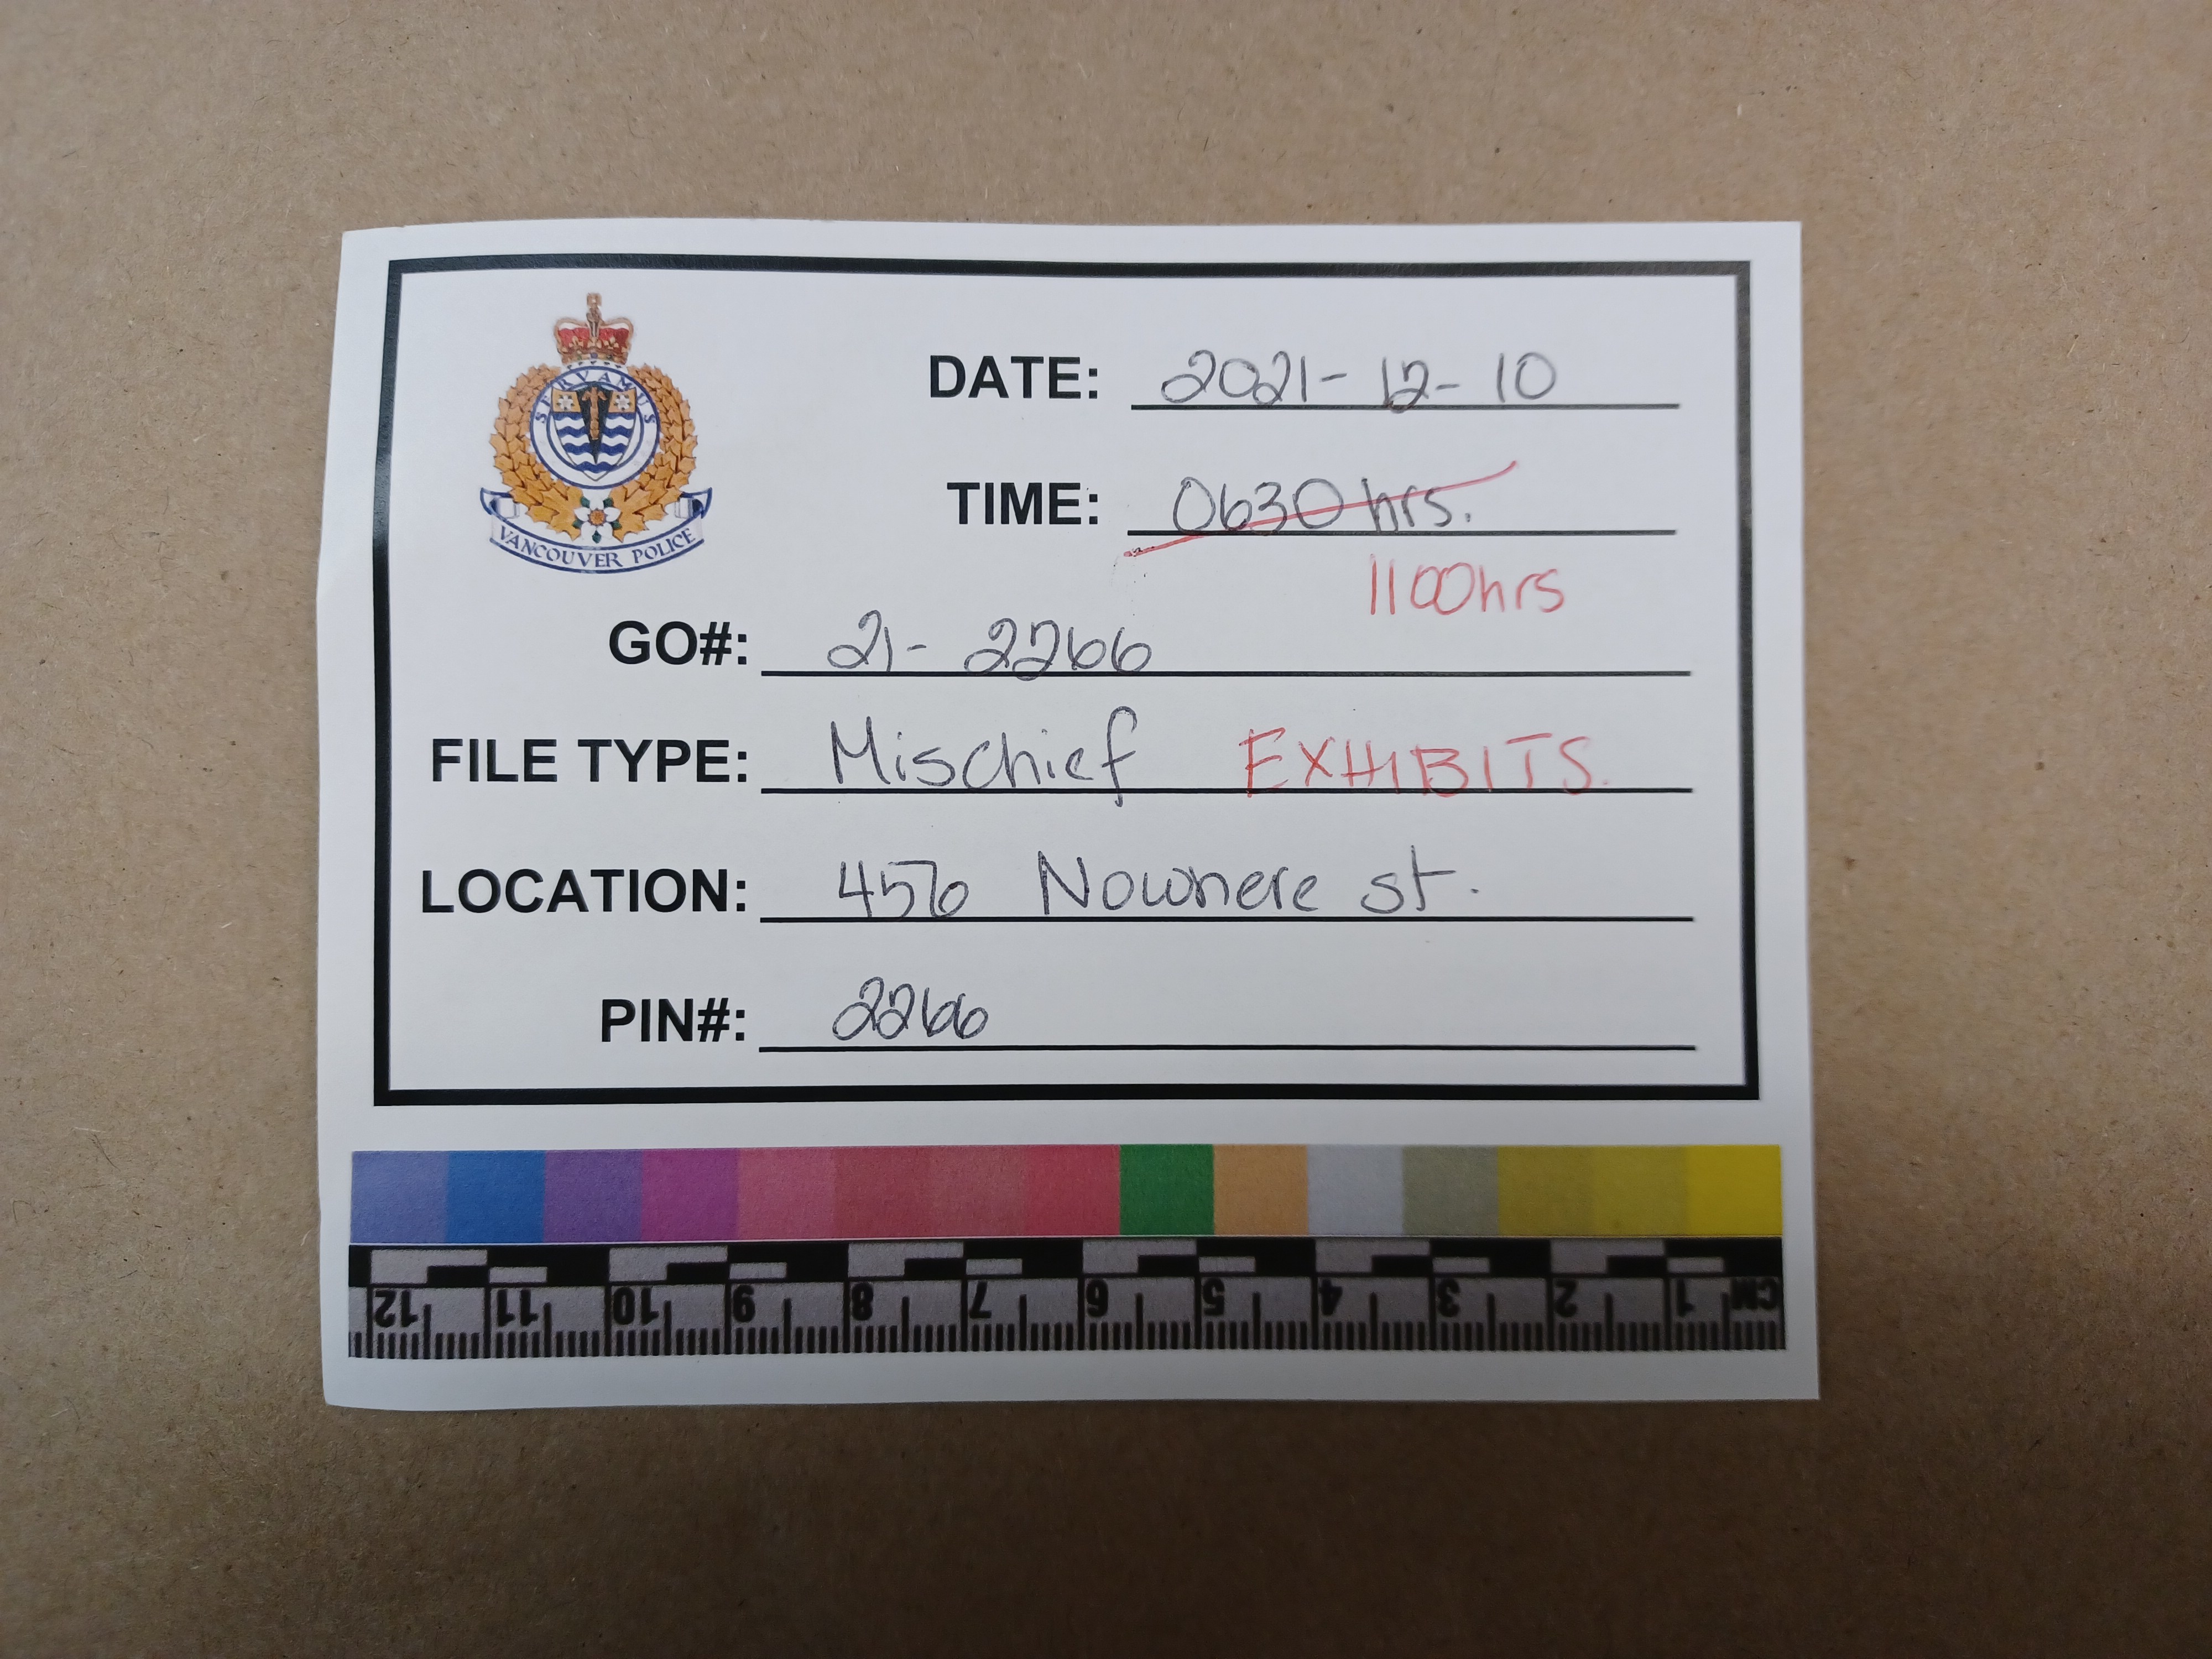 SERVAMUS
VANCOUVER POLICE
DATE: 2021-12-10
TIME: 0630 hrs.
1100hrs
GO#: 21-2266
FILE TYPE: Mischief EXHIBITS.
LOCATION: 456 Nowhere st.
PIN#: 2266
12 11 10 9 8 7 6 5 4 3 2 1 CM